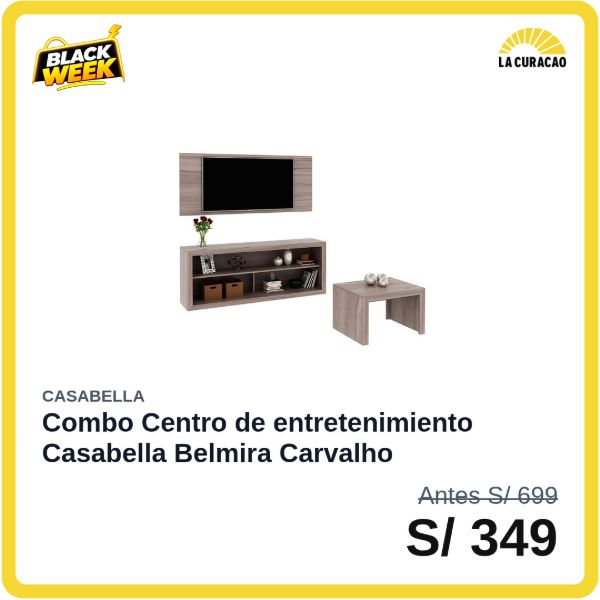 BLACK
WEEK
LA CURACAO
CASABELLA
Combo Centro de entretenimiento
Casabella Belmira Carvalho
Antes S/ 699
S/ 349